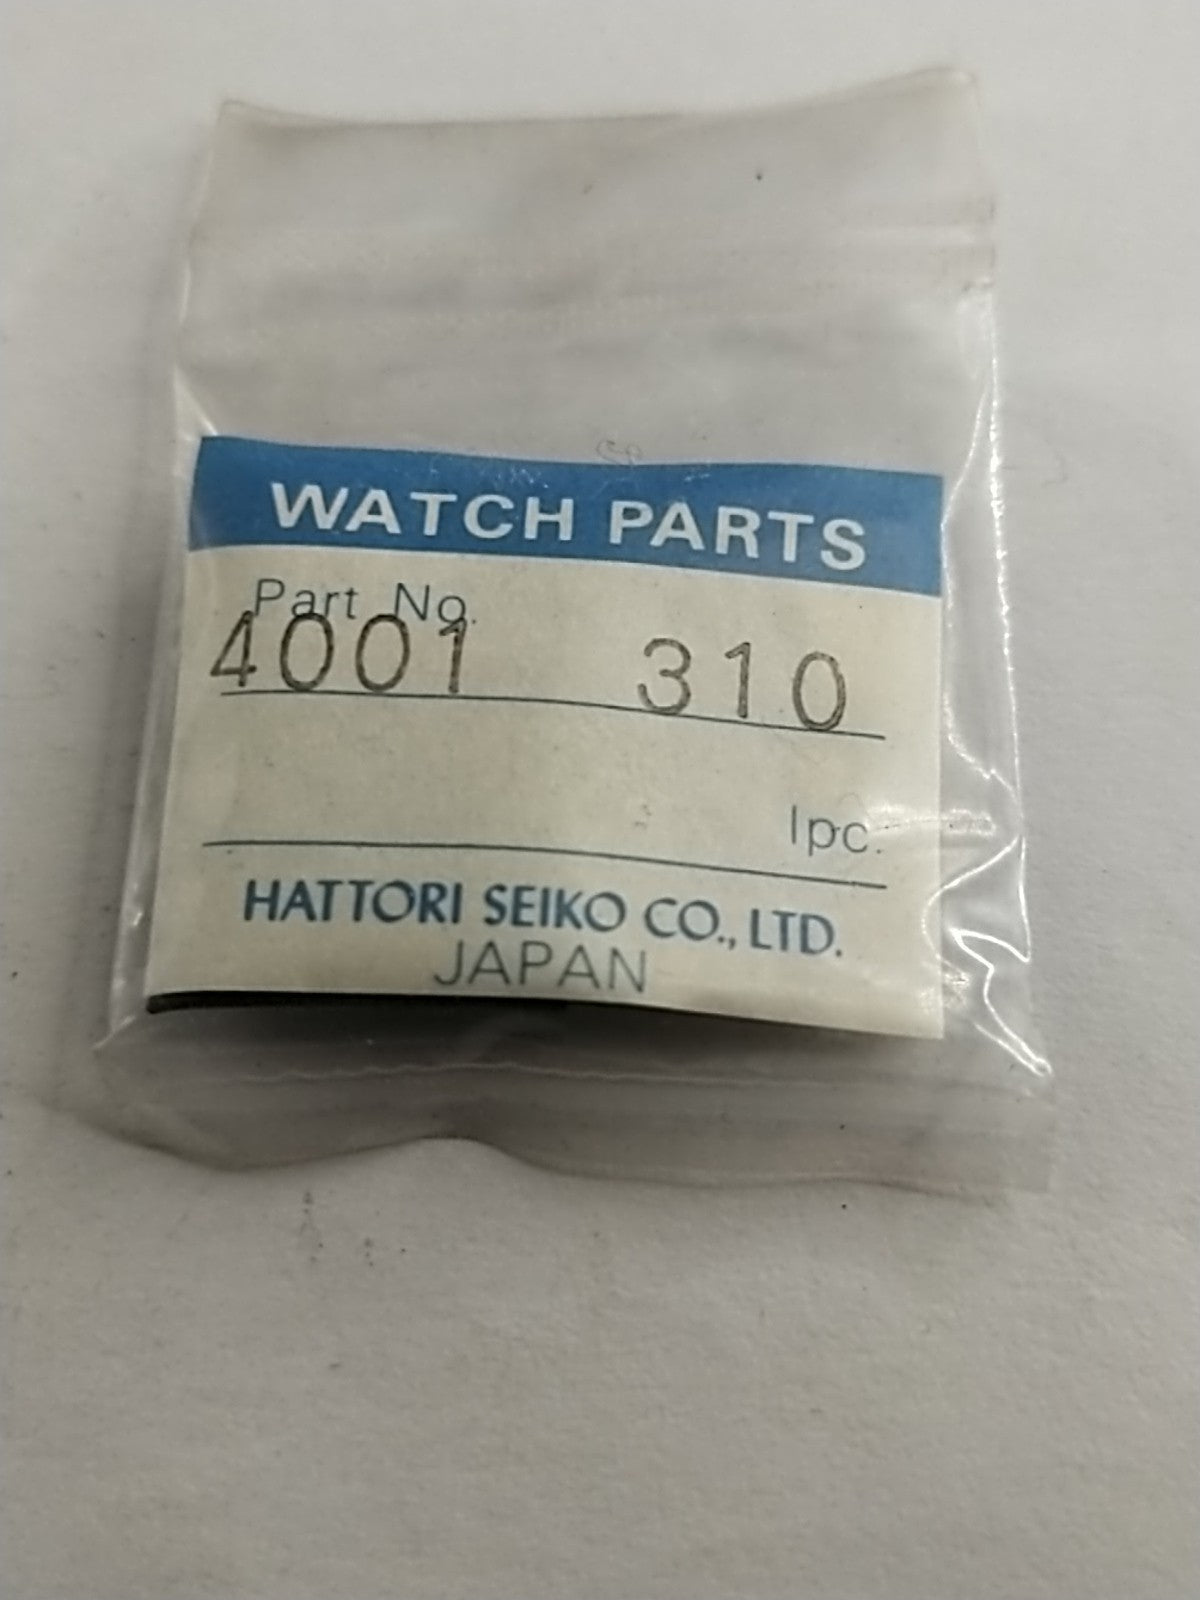 WATCH PARTS
Part No.
4001 310
1pc.
HATTORI SEIKO CO., LTD.
JAPAN